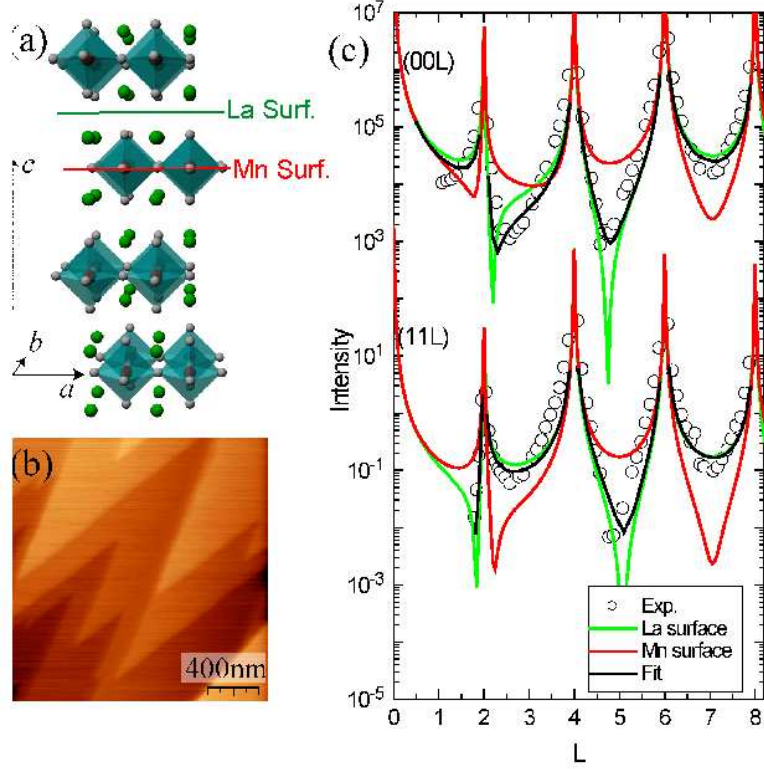 (a)
La Surf.
c
Mn Surf.
b
a
(b)
400nm
(c)
(00L)
(11L)
Intensity
10^7
10^5
10^3
10^1
10^-1
10^-3
10^-5
0 1 2 3 4 5 6 7 8
L
Exp.
La surface
Mn surface
Fit